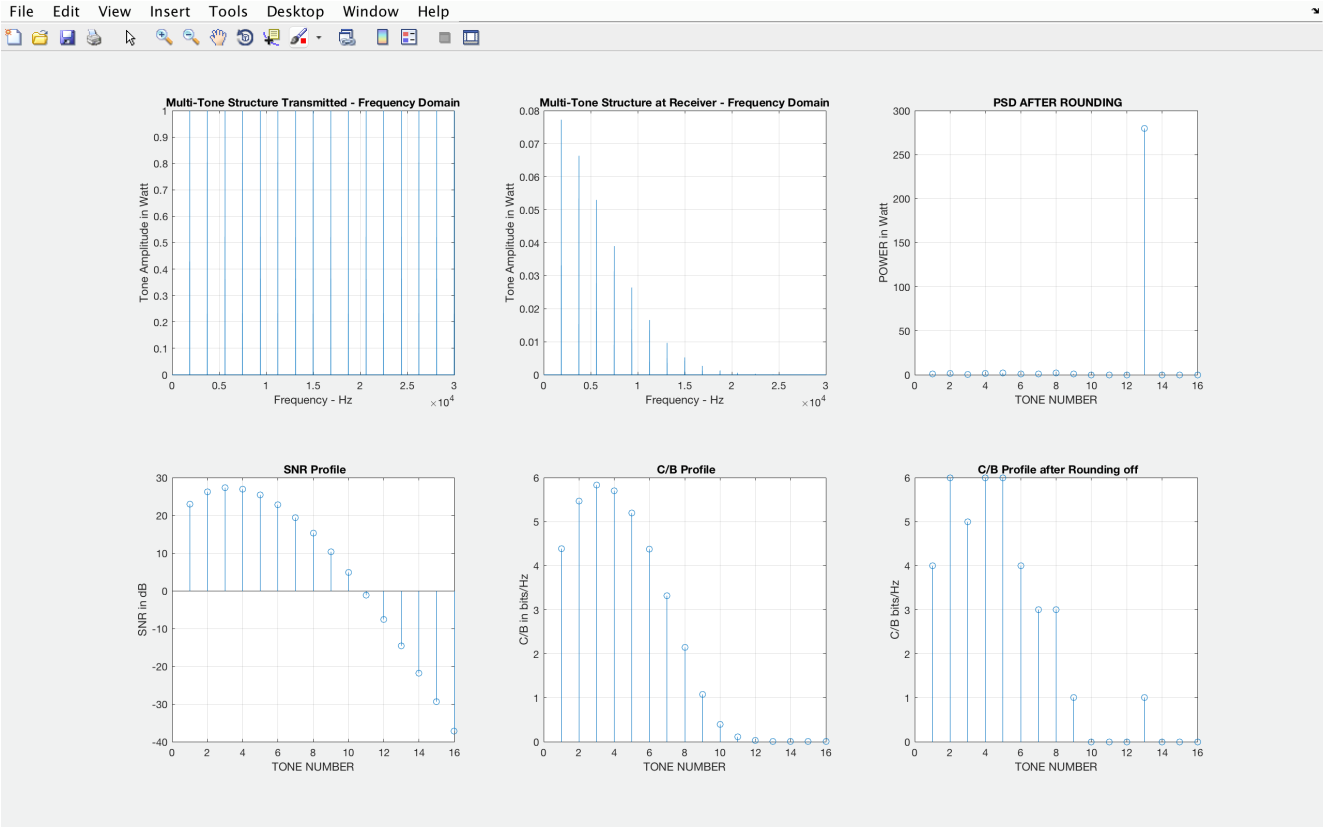 File Edit View Insert Tools Desktop Window Help
Multi-Tone Structure Transmitted - Frequency Domain
Tone Amplitude in Watt
1
0.9
0.8
0.7
0.6
0.5
0.4
0.3
0.2
0.1
0
0 0.5 1 1.5 2 2.5 3
Frequency - Hz
×10^4
Multi-Tone Structure at Receiver - Frequency Domain
Tone Amplitude in Watt
0.08
0.07
0.06
0.05
0.04
0.03
0.02
0.01
0
0 0.5 1 1.5 2 2.5 3
Frequency - Hz
×10^4
PSD AFTER ROUNDING
POWER in Watt
300
250
200
150
100
50
0
0 2 4 6 8 10 12 14 16
TONE NUMBER
SNR Profile
SNR in dB
30
20
10
0
-10
-20
-30
-40
0 2 4 6 8 10 12 14 16
TONE NUMBER
C/B Profile
C/B in bits/Hz
6
5
4
3
2
1
0
0 2 4 6 8 10 12 14 16
TONE NUMBER
C/B Profile after Rounding off
C/B bits/Hz
6
5
4
3
2
1
0
0 2 4 6 8 10 12 14 16
TONE NUMBER